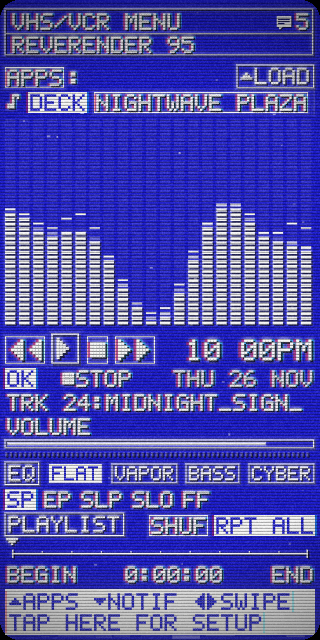 VHS/VCR MENU 5
REVERENDER 95
APPS: LOAD
DECK NIGHTWAVE PLAZA
10 00PM
OK STOP THU 26 NOV
TRK 24:MIDNIGHT_SIGN_
VOLUME
EQ FLAT VAPOR BASS CYBER
SP EP SLP SLO FF
PLAYLIST SHUF RPT ALL
BEGIN 0:00:00 END
APPS NOTIF SWIPE
TAP HERE FOR SETUP